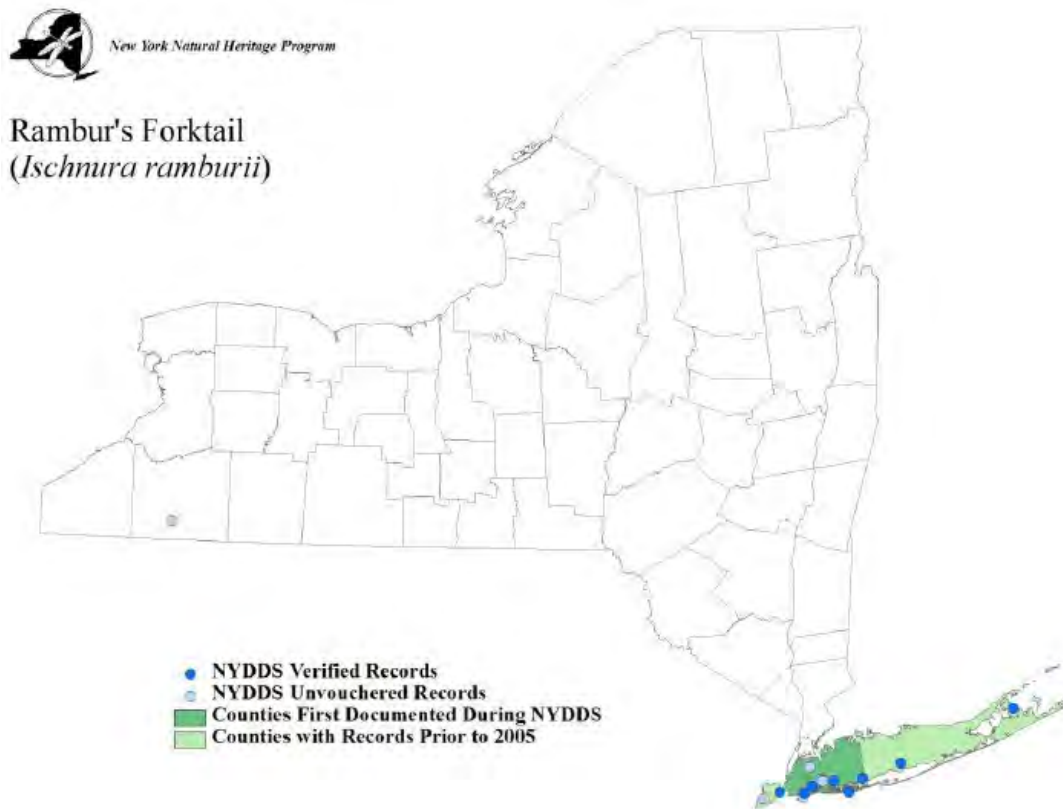 New York Natural Heritage Program
Rambur's Forktail
(Ischnura ramburii)
NYDDS Verified Records
NYDDS Unvouchered Records
Counties First Documented During NYDDS
Counties with Records Prior to 2005